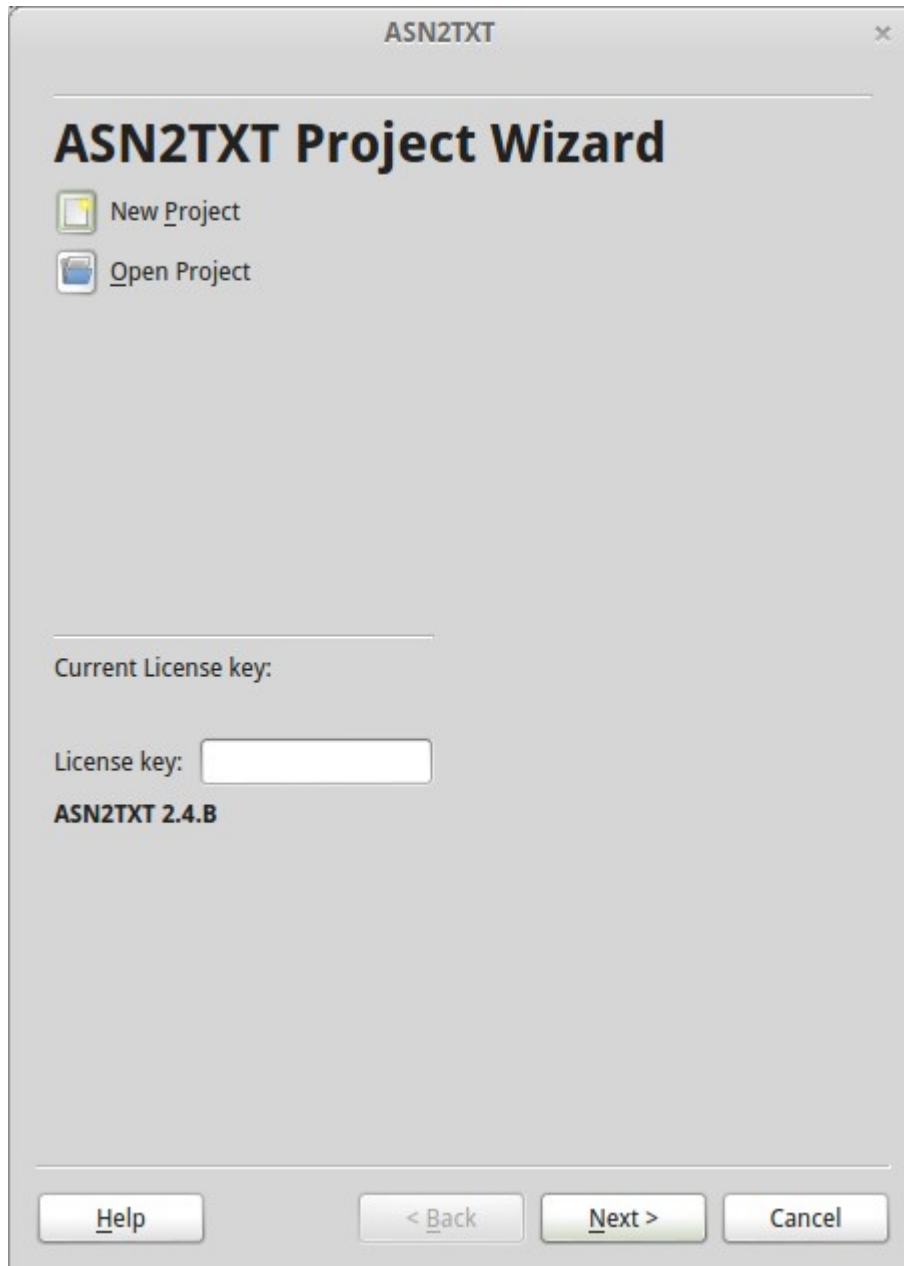 ASN2TXT
ASN2TXT Project Wizard
New Project
Open Project
Current License key:
License key:
ASN2TXT 2.4.B
Help
< Back
Next >
Cancel